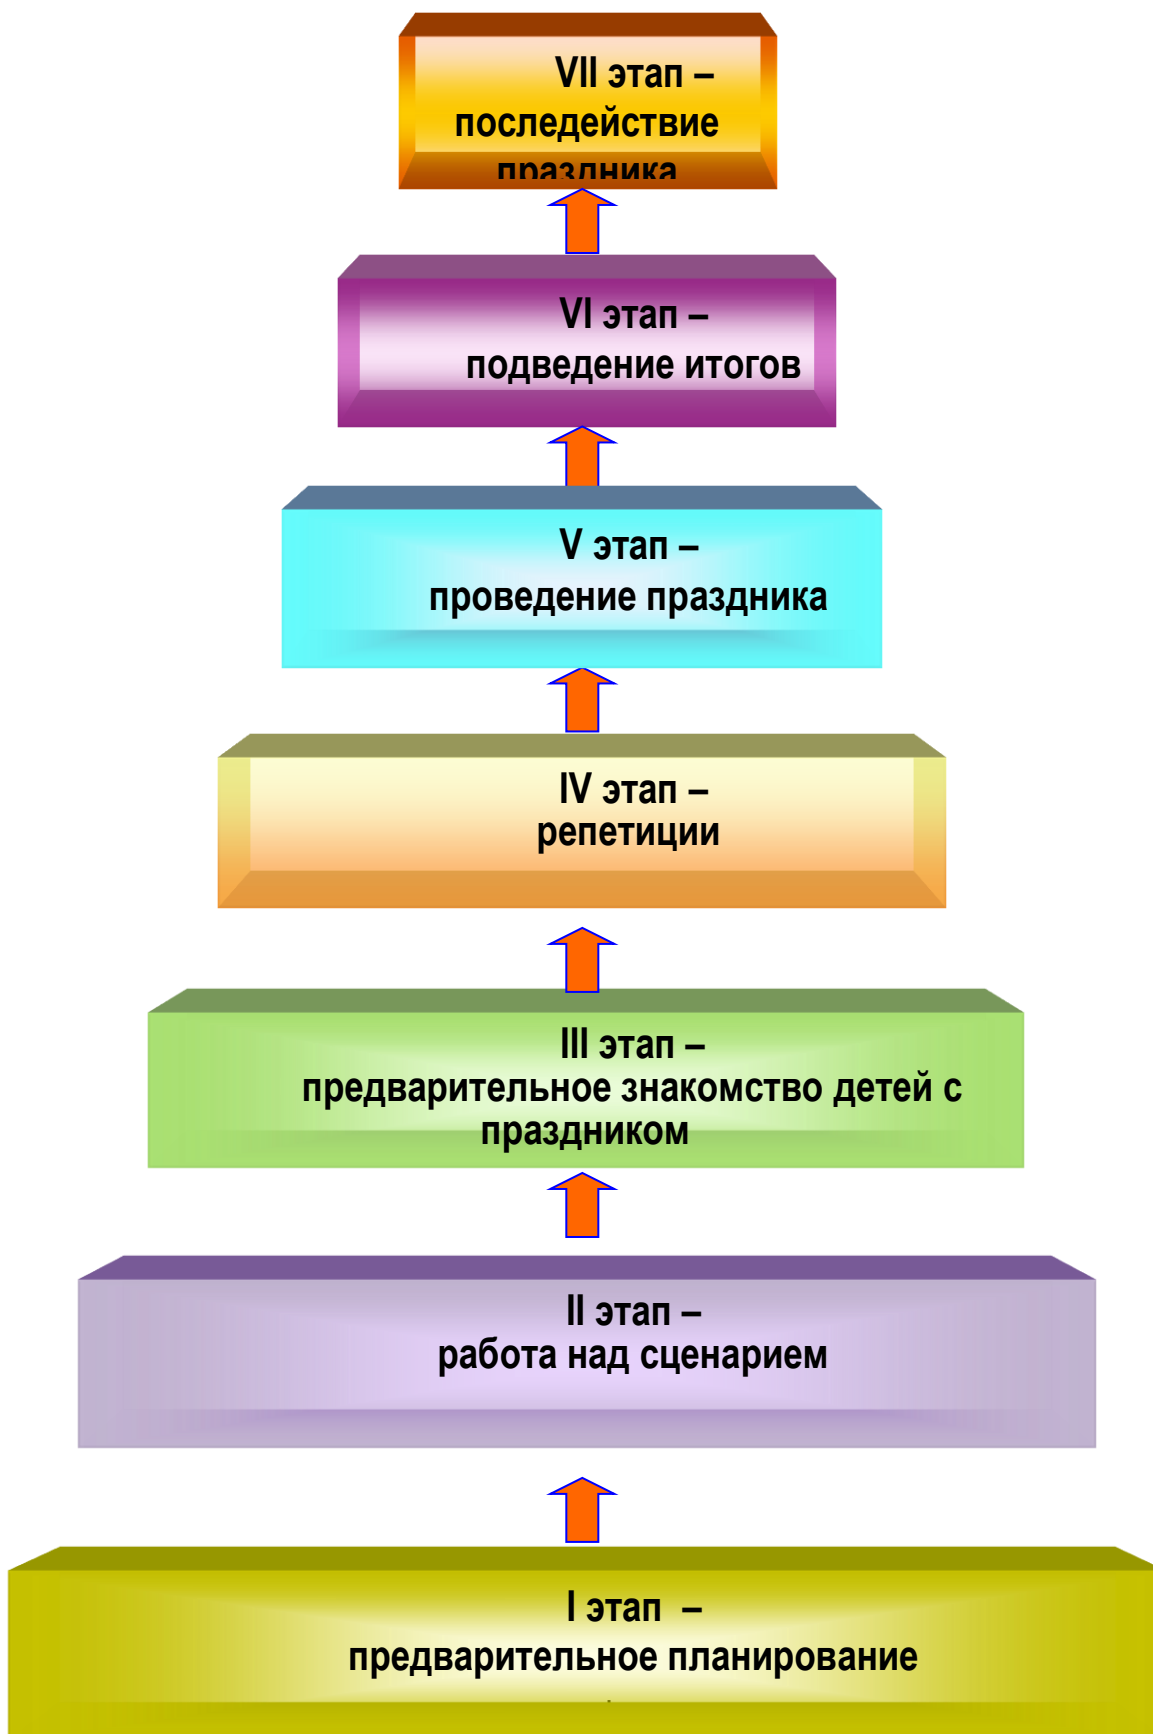 VII этап –
последействие
праздника
VI этап –
подведение итогов
V этап –
проведение праздника
IV этап –
репетиции
III этап –
предварительное знакомство детей с
праздником
II этап –
работа над сценарием
I этап –
предварительное планирование